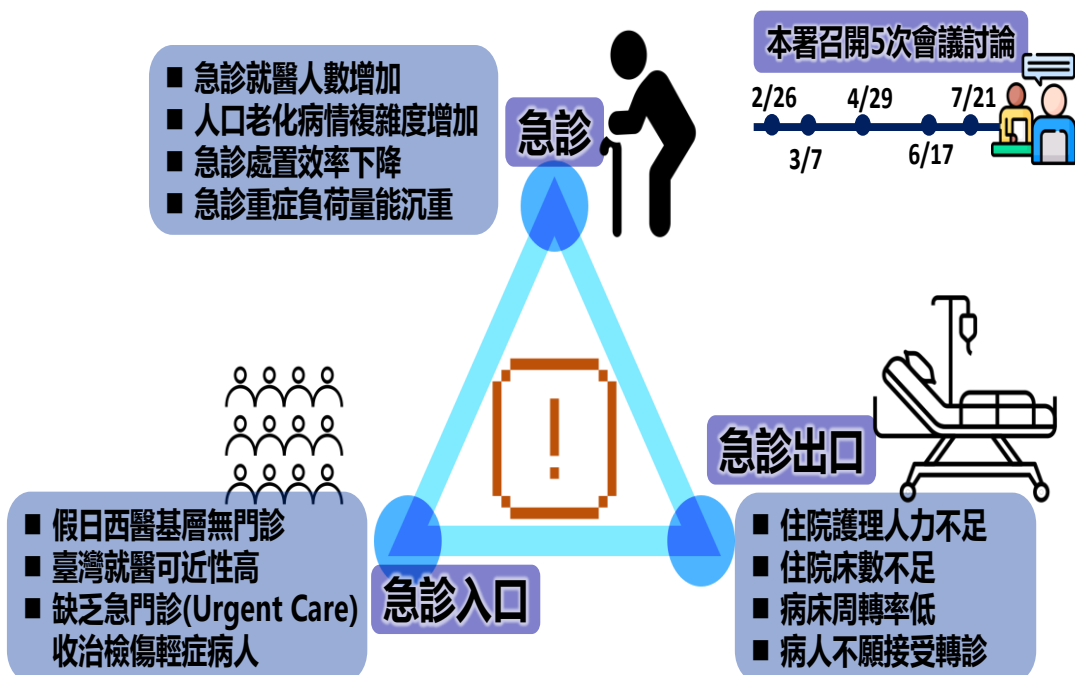 ■ 急診就醫人數增加
■ 人口老化病情複雜度增加
■ 急診處置效率下降
■ 急診重症負荷量能沉重
急診
本署召開5次會議討論
2/26
4/29
7/21
3/7
6/17
!
急診入口
■ 假日西醫基層無門診
■ 臺灣就醫可近性高
■ 缺乏急門診(Urgent Care)
收治檢傷輕症病人
急診出口
■ 住院護理人力不足
■ 住院床數不足
■ 病床周轉率低
■ 病人不願接受轉診